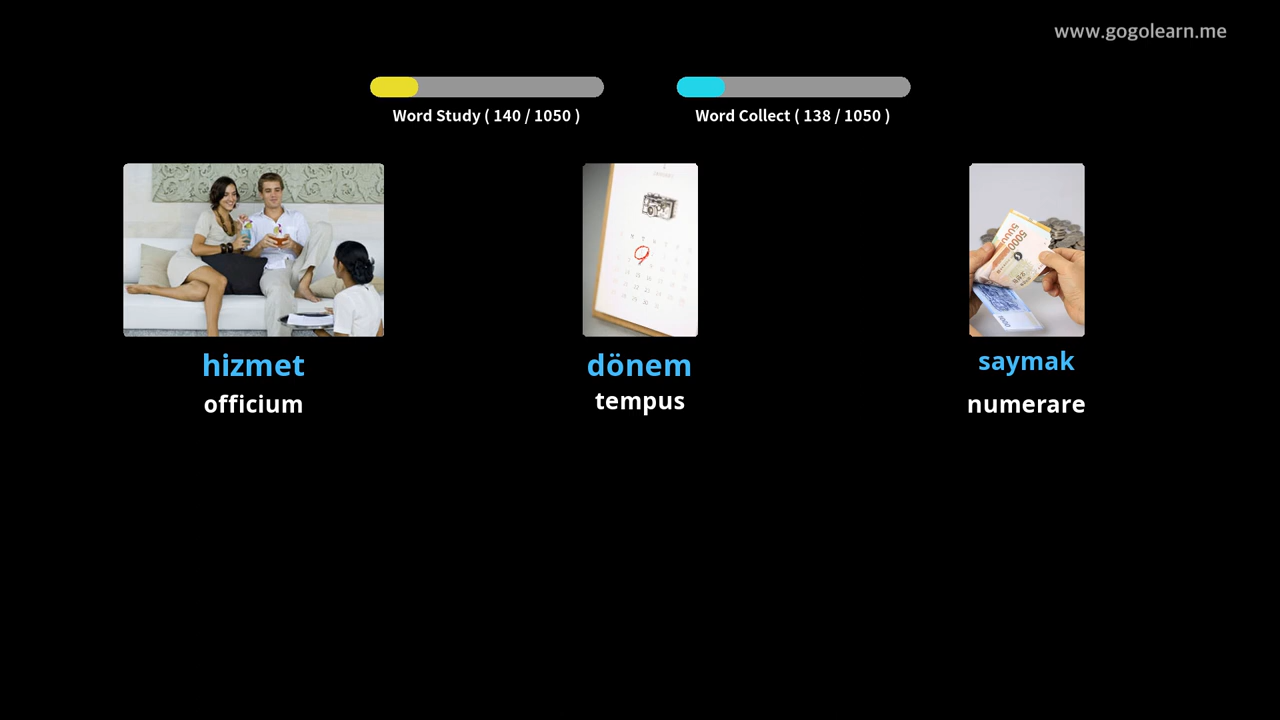 www.gogolearn.me
Word Study ( 140 / 1050 )
Word Collect ( 138 / 1050 )
hizmet
dönem
saymak
officium
tempus
numerare